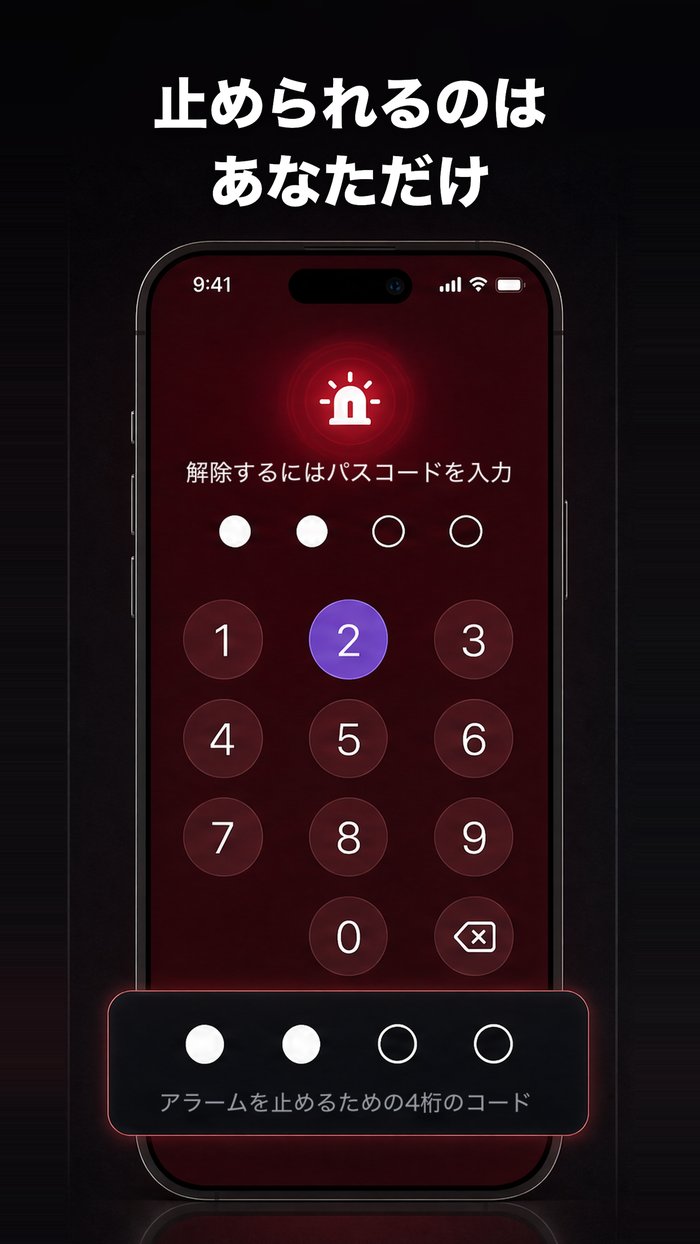 止められるのは
あなただけ
9:41
解除するにはパスコードを入力
1 2 3
4 5 6
7 8 9
0
アラームを止めるための4桁のコード